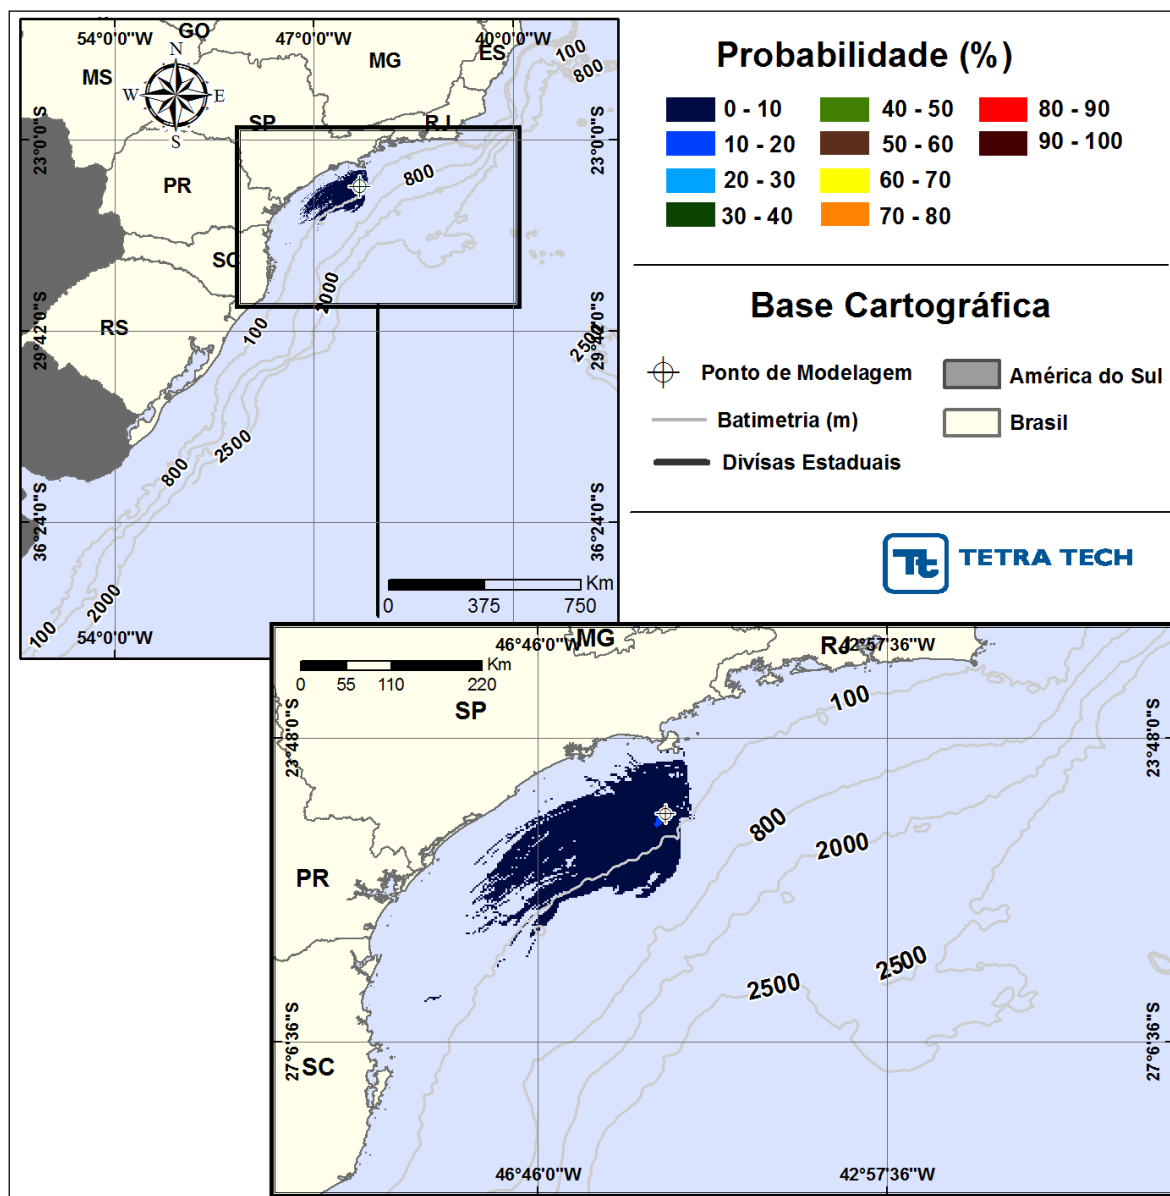 54°0'0"W
GO
47°0'0"W
40°0'0"W
ES
100
800
MG
MS
N
W
E
S
SP
RJ
23°0'0"S
23°0'0"S
PR
800
SC
2000
100
RS
29°42'0"S
29°42'0"S
2500
2500
800
36°24'0"S
36°24'0"S
2000
100
54°0'0"W
Km
0 375 750
Probabilidade (%)
0 - 10
40 - 50
80 - 90
10 - 20
50 - 60
90 - 100
20 - 30
60 - 70
30 - 40
70 - 80
Base Cartográfica
Ponto de Modelagem
América do Sul
Batimetria (m)
Brasil
Divísas Estaduais
Tt TETRA TECH
46°46'0"W
MG
RJ
42°57'36"W
Km
0 55 110 220
SP
100
23°48'0"S
23°48'0"S
800
2000
PR
2500
2500
27°6'36"S
27°6'36"S
SC
46°46'0"W
42°57'36"W